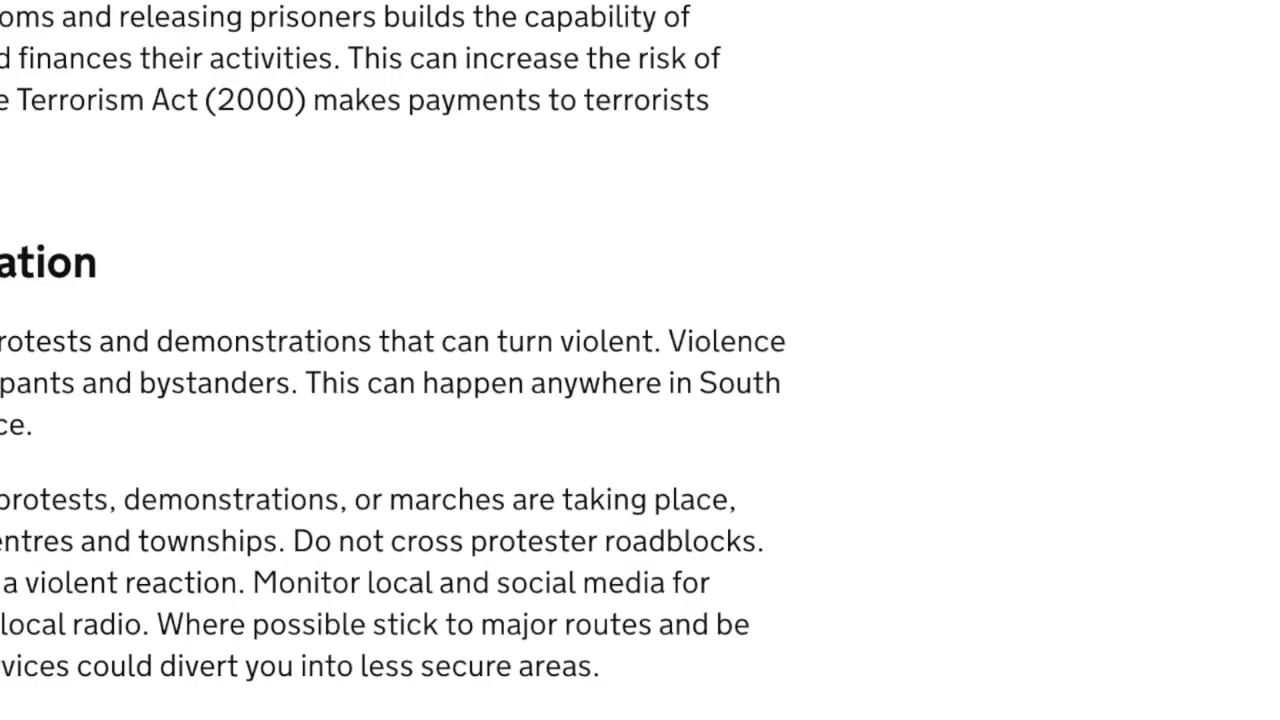 oms and releasing prisoners builds the capability of
d finances their activities. This can increase the risk of
e Terrorism Act (2000) makes payments to terrorists
ation
rotests and demonstrations that can turn violent. Violence
pants and bystanders. This can happen anywhere in South
ce.
protests, demonstrations, or marches are taking place,
entres and townships. Do not cross protester roadblocks.
a violent reaction. Monitor local and social media for
local radio. Where possible stick to major routes and be
vices could divert you into less secure areas.